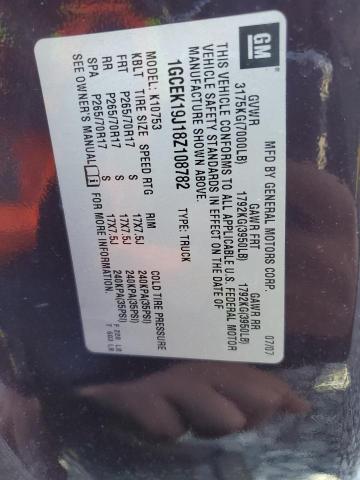 GM
MFD BY GENERAL MOTORS CORP. 07/07
GVWR GAWR FRT GAWR RR
3175KG(7000LB) 1792KG(3950LB) 1792KG(3950LB)
THIS VEHICLE CONFORMS TO ALL APPLICABLE U.S. FEDERAL MOTOR
VEHICLE SAFETY STANDARDS IN EFFECT ON THE DATE OF
MANUFACTURE SHOWN ABOVE.
1GCEK19J18Z108782 TYPE: TRUCK
MODEL: K10753
KBLT TIRE SIZE SPEED RTG RIM COLD TIRE PRESSURE
FRT P265/70R17 S 17X7.5J 240KPA(35PSI)
RR P265/70R17 S 17X7.5J 240KPA(35PSI)
SPA P265/70R17 S 17X7.5J 240KPA(35PSI)
SEE OWNER'S MANUAL FOR MORE INFORMATION.